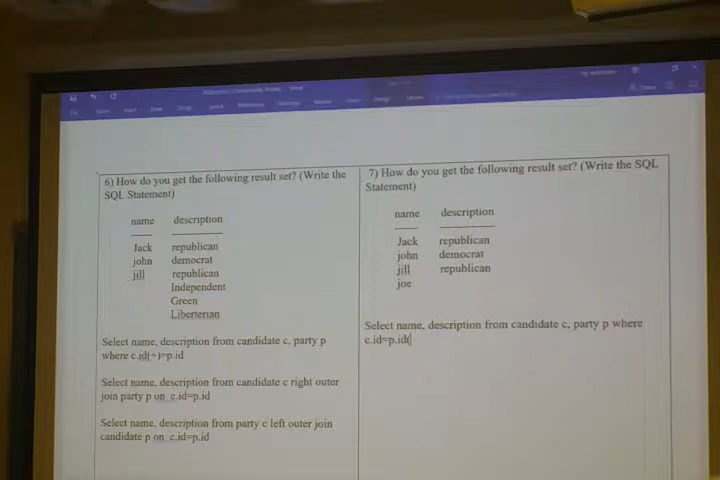 6) How do you get the following result set? (Write the
SQL Statement)
name description
Jack republican
john democrat
jill republican
Independent
Green
Liberterian
Select name, description from candidate c, party p
where c.id(+)=p.id
Select name, description from candidate c right outer
join party p on c.id=p.id
Select name, description from party c left outer join
candidate p on c.id=p.id
7) How do you get the following result set? (Write the SQL
Statement)
name description
Jack republican
john democrat
jill republican
joe
Select name, description from candidate c, party p where
c.id=p.id(